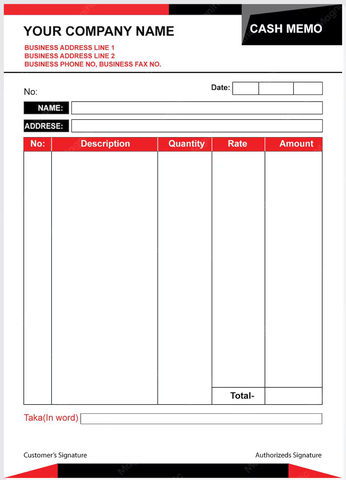 YOUR COMPANY NAME
CASH MEMO
BUSINESS ADDRESS LINE 1
BUSINESS ADDRESS LINE 2
BUSINESS PHONE NO, BUSINESS FAX NO.
No:
Date:
NAME:
ADDRESE:
No: Description Quantity Rate Amount
Total-
Taka(In word)
Customer's Signature
Authorizeds Signature